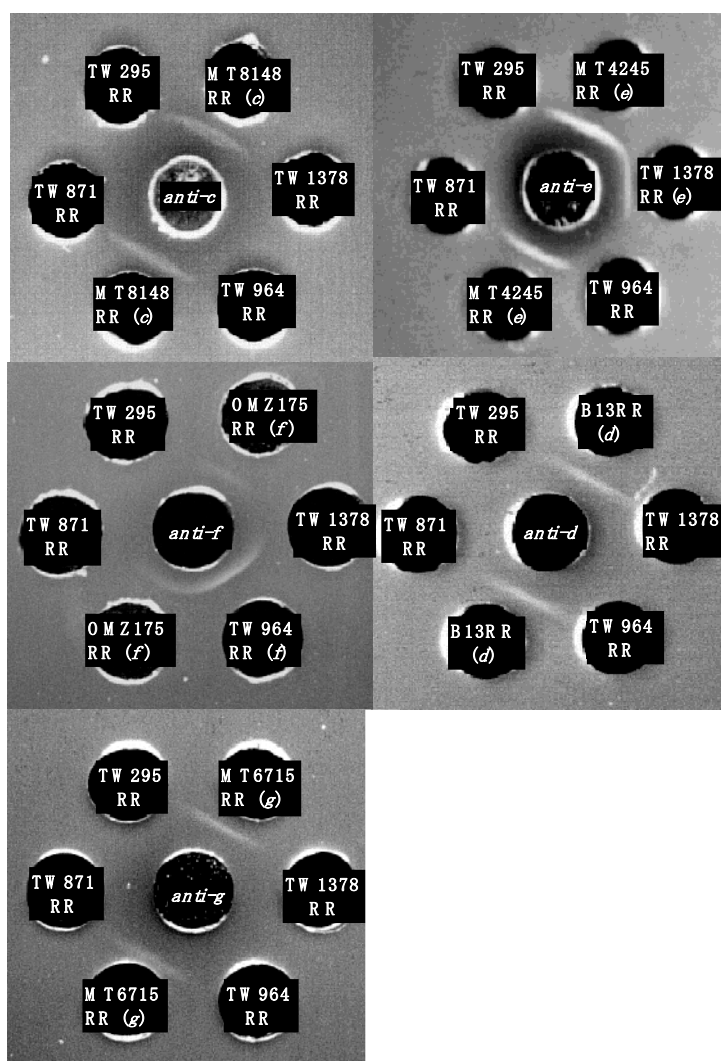 TW 295
RR
MT8148
RR (c)
TW 871
RR
anti-c
TW 1378
RR
MT8148
RR (c)
TW 964
RR
TW 295
RR
MT4245
RR (e)
TW 871
RR
anti-e
TW 1378
RR (e)
MT4245
RR (e)
TW 964
RR
TW 295
RR
OMZ175
RR (f)
TW 871
RR
anti-f
TW 1378
RR
OMZ175
RR (f)
TW 964
RR (f)
TW 295
RR
B13RR
(d)
TW 871
RR
anti-d
TW 1378
RR
B13RR
(d)
TW 964
RR
TW 295
RR
MT6715
RR (g)
TW 871
RR
anti-g
TW 1378
RR
MT6715
RR (g)
TW 964
RR